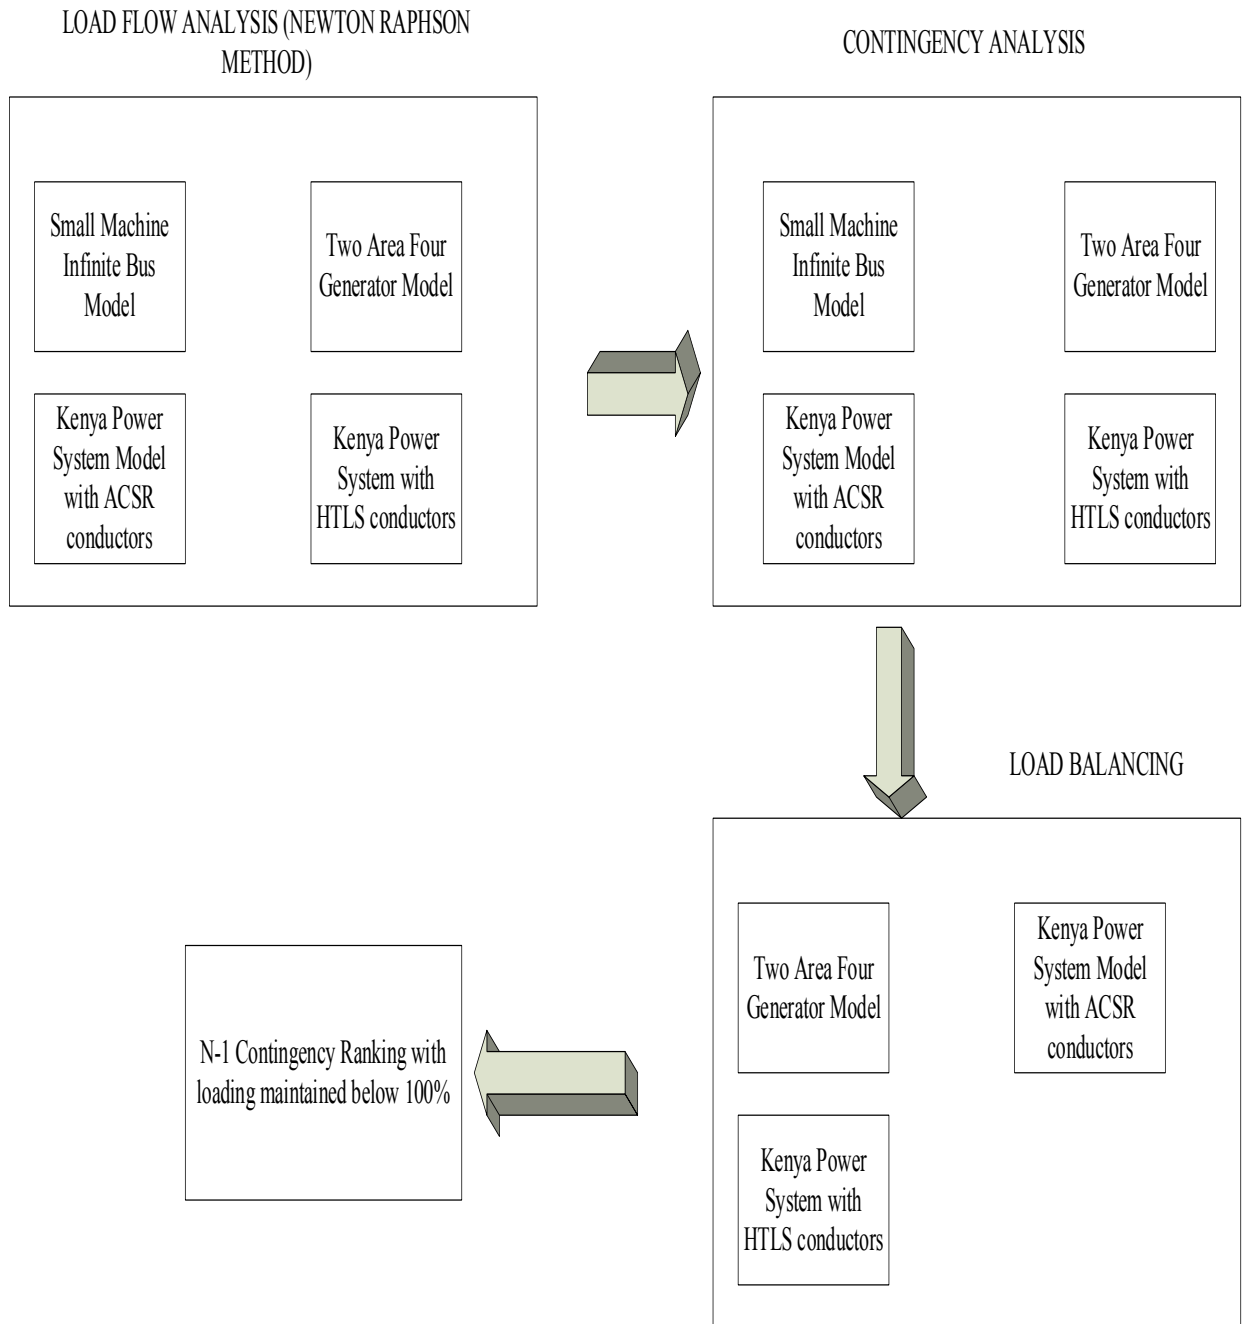 LOAD FLOW ANALYSIS (NEWTON RAPHSON
METHOD)
CONTINGENCY ANALYSIS
Small Machine
Infinite Bus
Model
Two Area Four
Generator Model
Kenya Power
System Model
with ACSR
conductors
Kenya Power
System with
HTLS conductors
Small Machine
Infinite Bus
Model
Two Area Four
Generator Model
Kenya Power
System Model
with ACSR
conductors
Kenya Power
System with
HTLS conductors
LOAD BALANCING
Two Area Four
Generator Model
Kenya Power
System Model
with ACSR
conductors
Kenya Power
System with
HTLS conductors
N-1 Contingency Ranking with
loading maintained below 100%